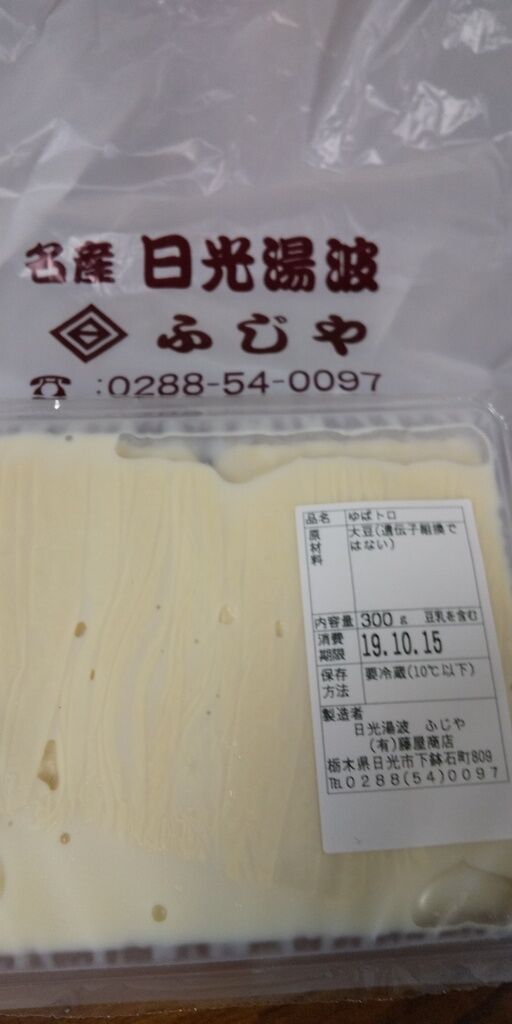 名産 日光湯波
ふじや
☎:0288-54-0097
品名 ゆばトロ
原材料 大豆(遺伝子組換で
はない)
内容量 300g 豆乳を含む
消費期限 19.10.15
保存方法 要冷蔵(10℃以下)
製造者
日光湯波 ふじや
(有)藤屋商店
栃木県日光市下鉢石町809
℡0288(54)0097